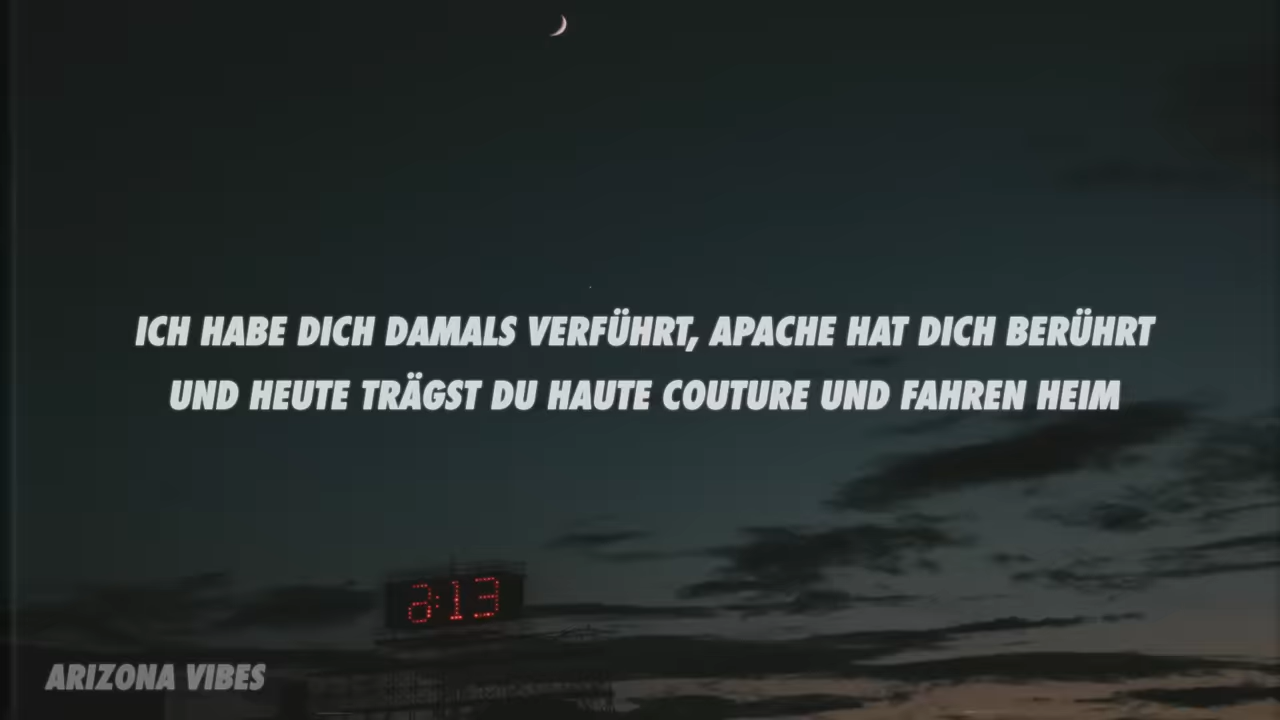 ICH HABE DICH DAMALS VERFÜHRT, APACHE HAT DICH BERÜHRT
UND HEUTE TRÄGST DU HAUTE COUTURE UND FAHREN HEIM
2:13
ARIZONA VIBES